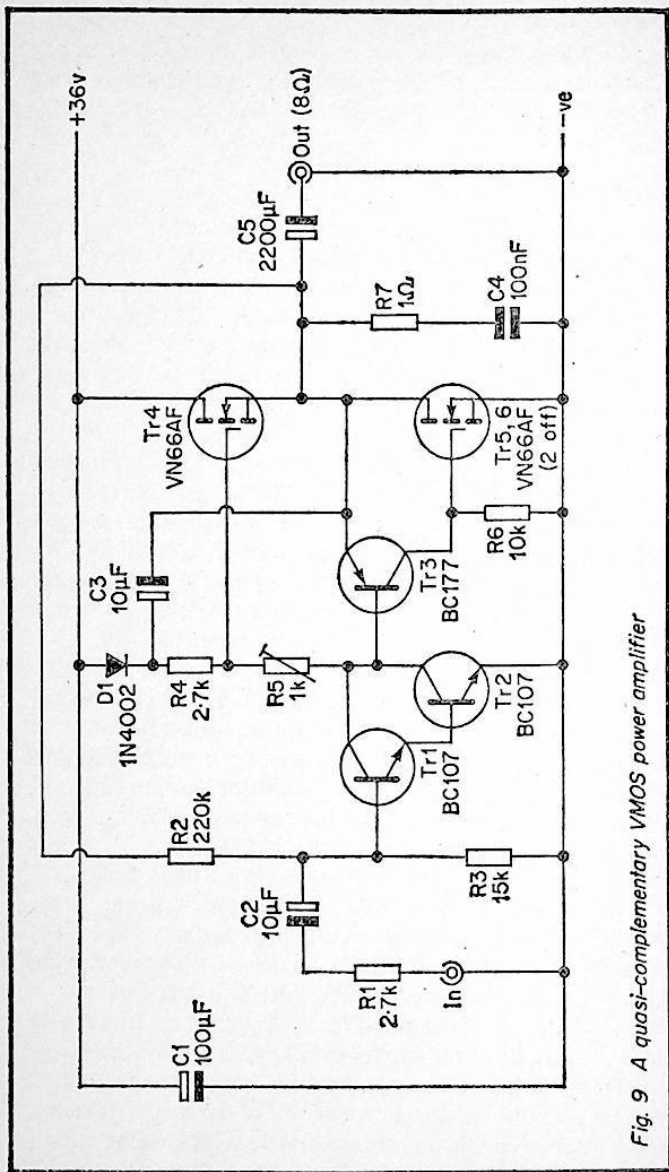 +36v
C1
100µF
D1
1N4002
C3
10µF
Tr4
VN66AF
R2
220k
R4
2·7k
R5
1k
C2
10µF
C5
2200µF
Out (8Ω)
R1
2·7k
In
Tr1
BC107
Tr3
BC177
R7
1Ω
Tr2
BC107
Tr5,6
VN66AF
(2 off)
R3
15k
R6
10k
C4
100nF
-ve
Fig. 9 A quasi-complementary VMOS power amplifier